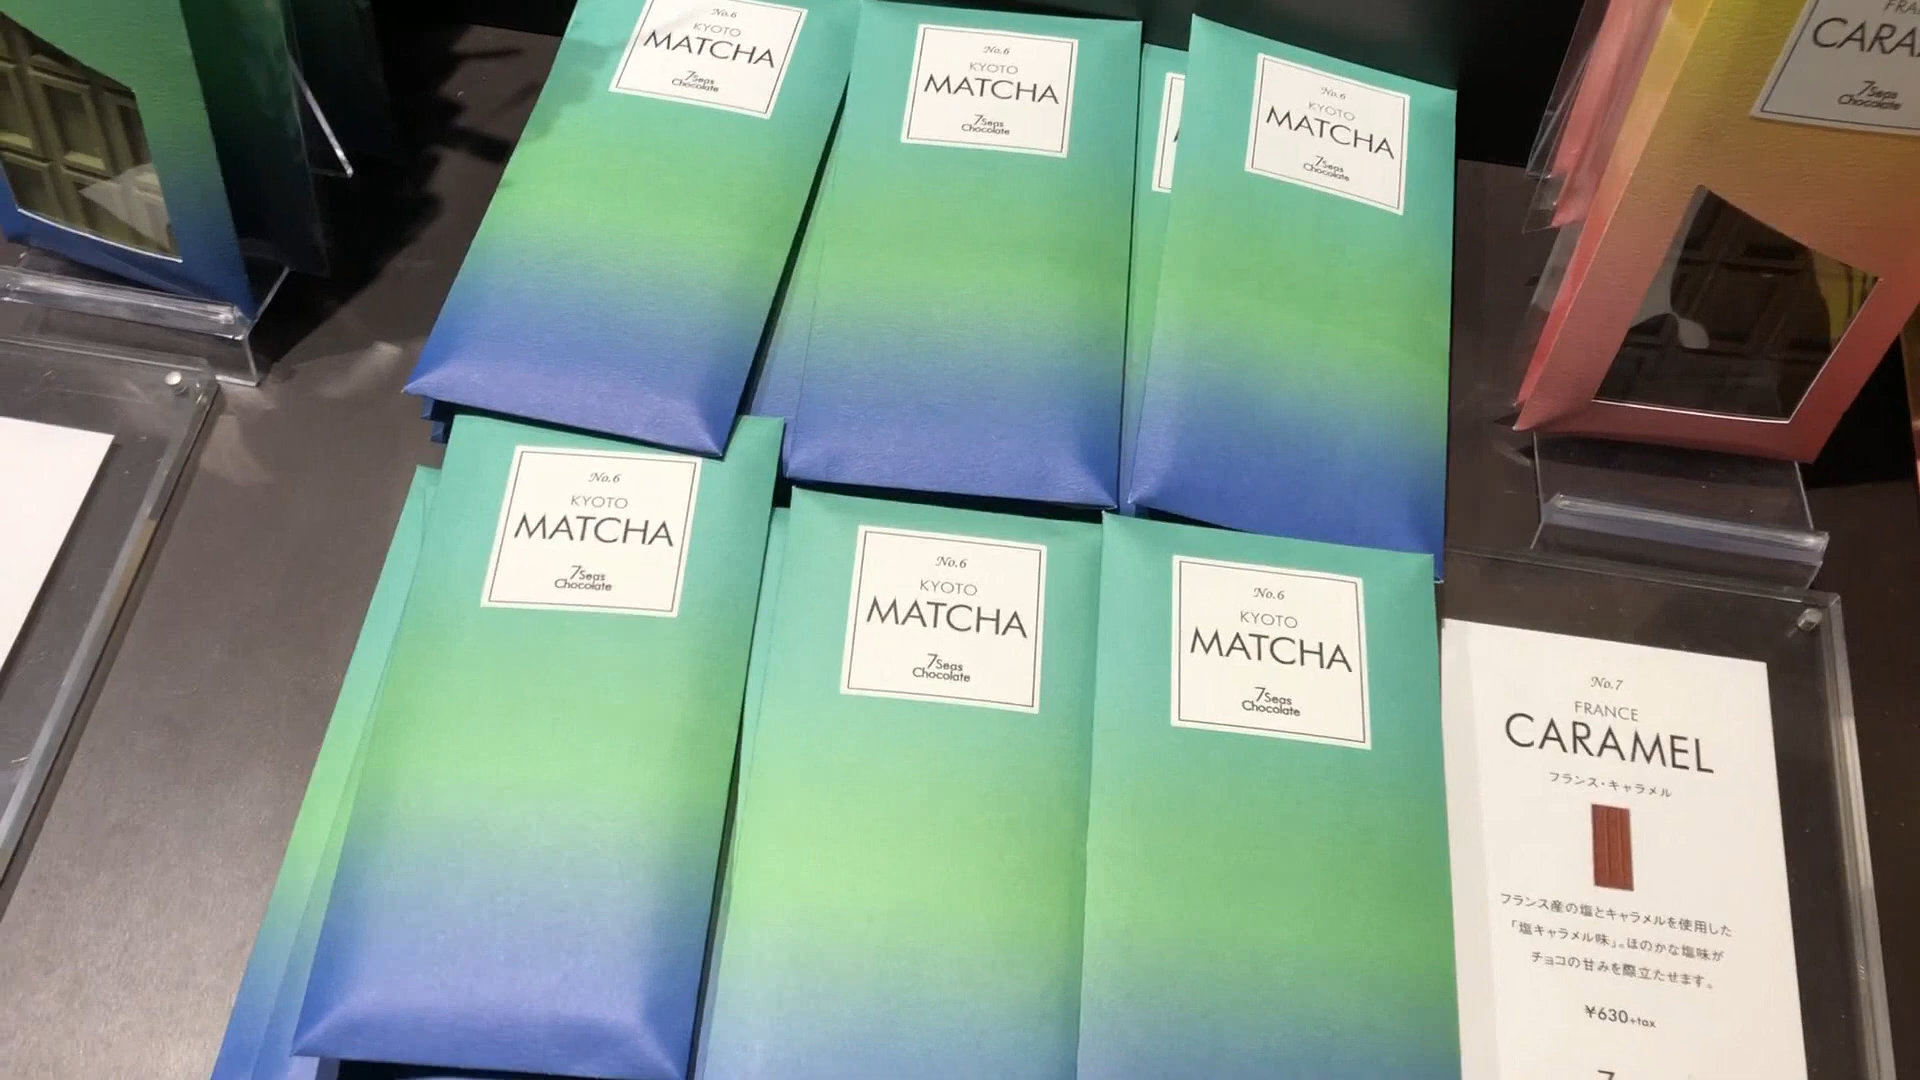 No.6
KYOTO
MATCHA
7Seas
Chocolate
No.6
KYOTO
MATCHA
7Seas
Chocolate
No.6
KYOTO
MATCHA
7Seas
Chocolate
CARA
7Seas
Chocolate
No.6
KYOTO
MATCHA
7Seas
Chocolate
No.6
KYOTO
MATCHA
7Seas
Chocolate
No.6
KYOTO
MATCHA
7Seas
Chocolate
No.7
FRANCE
CARAMEL
フランス・キャラメル
フランス産の塩とキャラメルを使用した
「塩キャラメル味」。ほのかな塩味が
チョコの甘みを際立たせます。
¥630+tax